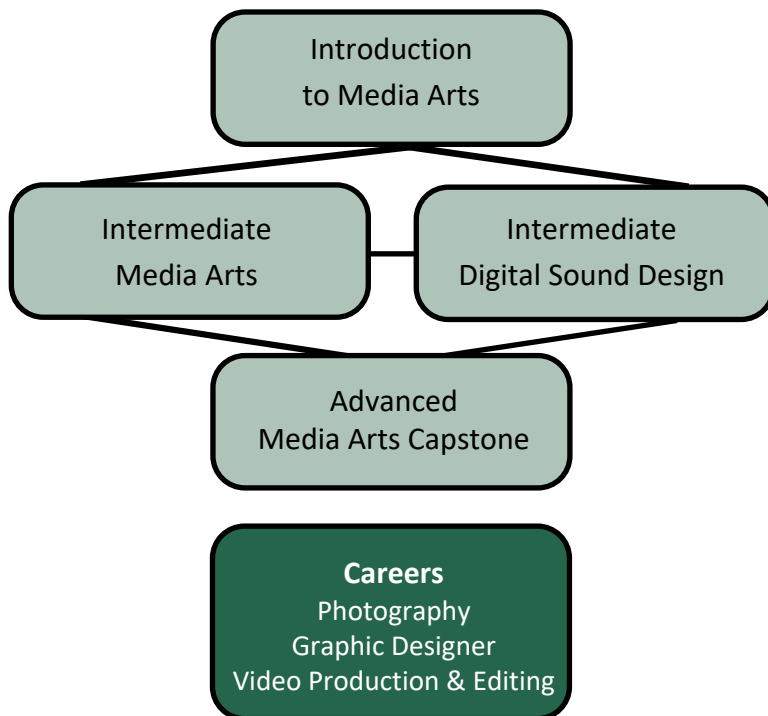 Introduction
to Media Arts
Intermediate
Media Arts
Intermediate
Digital Sound Design
Advanced
Media Arts Capstone
Careers
Photography
Graphic Designer
Video Production & Editing